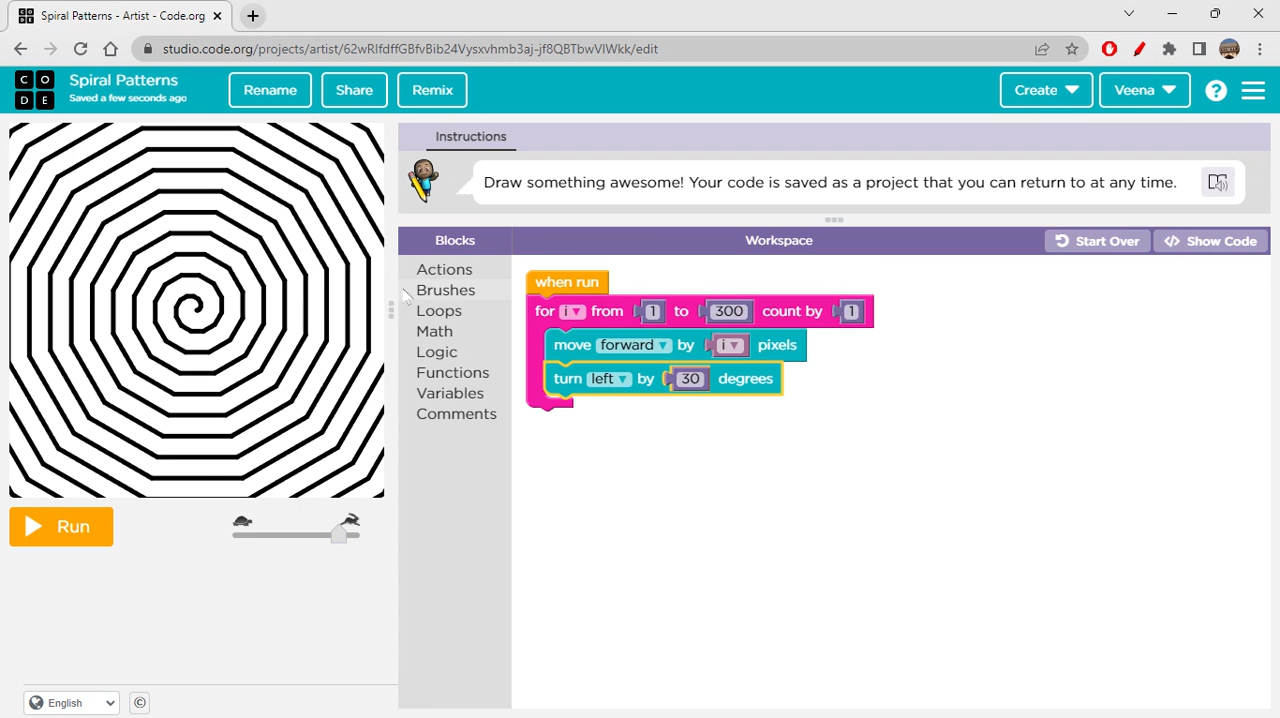 Spiral Patterns - Artist - Code.org
studio.code.org/projects/artist/62wRIfdffGBfvBib24Vysxvhmb3aj-jf8QBTbwVIWkk/edit
C O
D E
Spiral Patterns
Saved a few seconds ago
Rename
Share
Remix
Create
Veena
?
Instructions
Draw something awesome! Your code is saved as a project that you can return to at any time.
Blocks
Workspace
Start Over
</> Show Code
Actions
Brushes
Loops
Math
Logic
Functions
Variables
Comments
when run
for i from 1 to 300 count by 1
move forward by i pixels
turn left by 30 degrees
Run
English
©